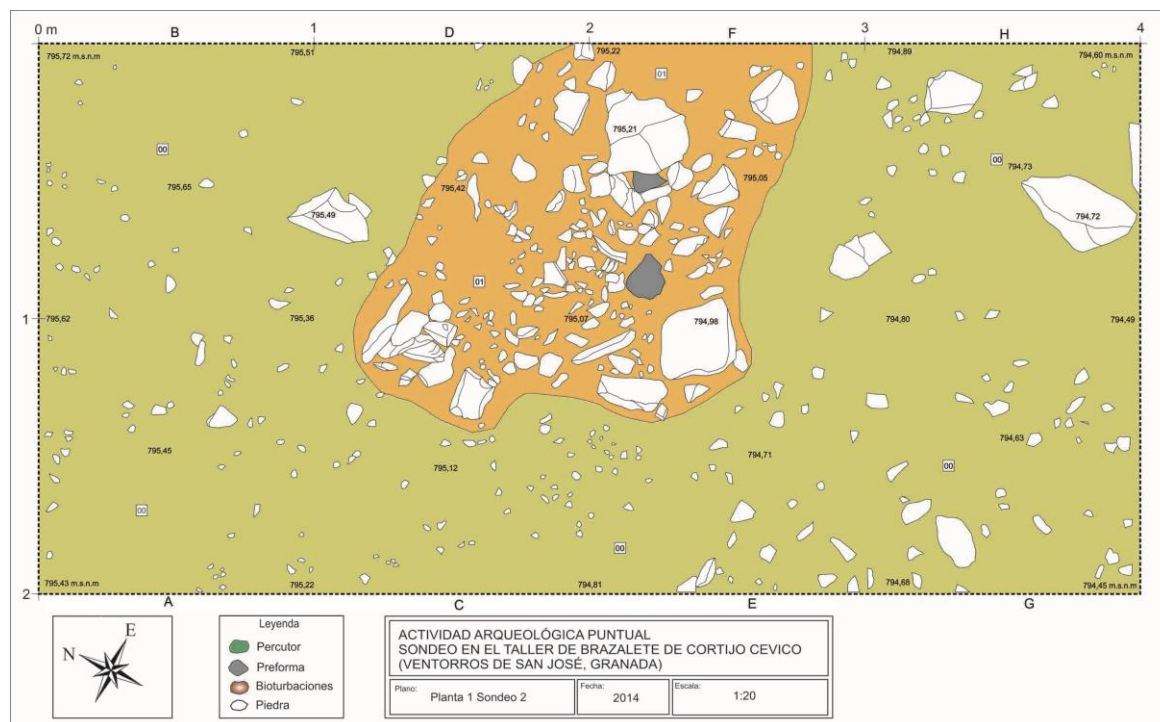 0 m B 1 D 2 F 3 H 4
795,72 m.s.n.m 795,51 795,22 794,89 794,60 m.s.n.m
01
795,21
00 00
794,73
795,65 795,42 795,05
795,49 794,72
01
1 795,62 795,36 795,07 794,98 794,80 794,49
795,45 795,12 794,71 794,63
00
00
00
795,43 m.s.n.m 795,22 794,81 794,68 794,45 m.s.n.m
2 A C E G
N E
Leyenda
Percutor
Preforma
Bioturbaciones
Piedra
ACTIVIDAD ARQUEOLÓGICA PUNTUAL
SONDEO EN EL TALLER DE BRAZALETE DE CORTIJO CEVICO
(VENTORROS DE SAN JOSÉ, GRANADA)
Plano: Planta 1 Sondeo 2 Fecha: 2014 Escala: 1:20